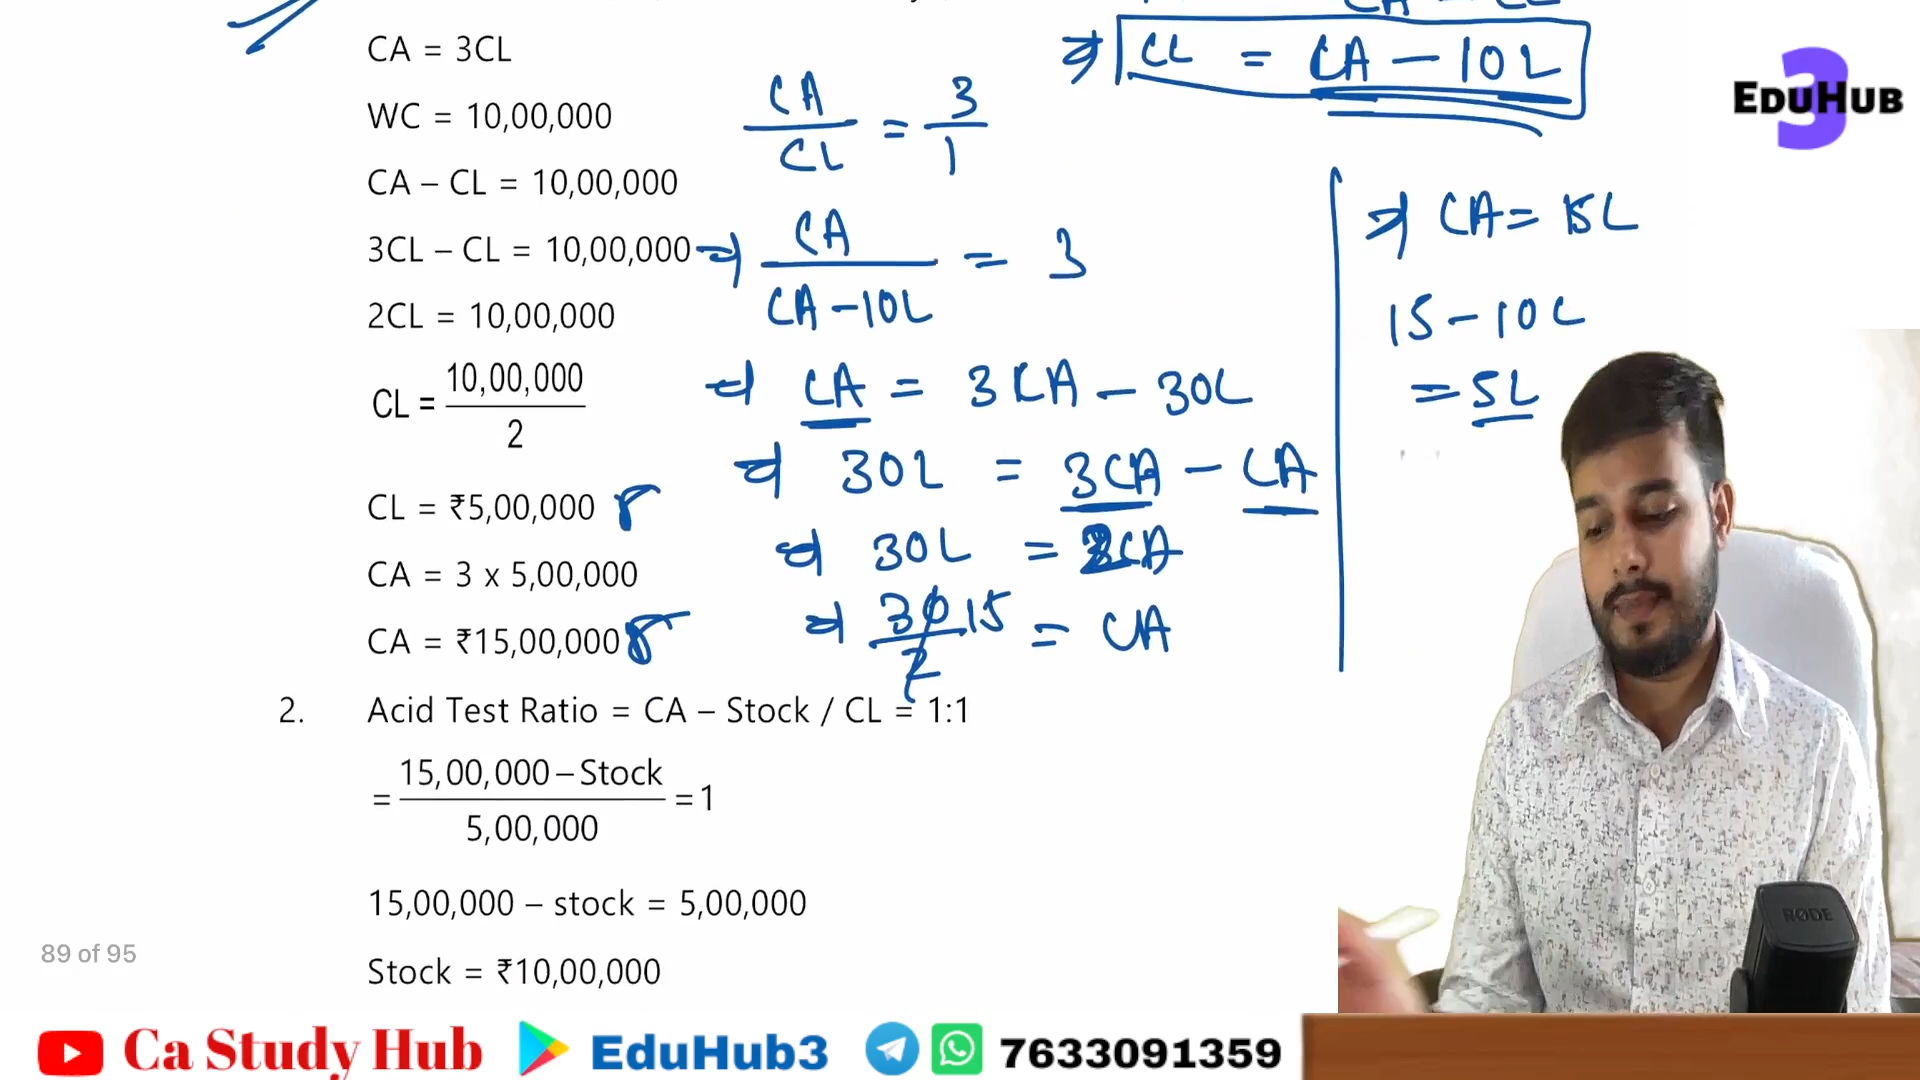 CA = 3CL
WC = 10,00,000
CA – CL = 10,00,000
3CL – CL = 10,00,000
2CL = 10,00,000
CL = 10,00,000 / 2
CL = ₹5,00,000
CA = 3 x 5,00,000
CA = ₹15,00,000
2. Acid Test Ratio = CA – Stock / CL = 1:1
= 15,00,000 – Stock / 5,00,000 = 1
15,00,000 – stock = 5,00,000
Stock = ₹10,00,000
89 of 95
⇒ CL = CA – 10L
CA / CL = 3 / 1
⇒ CA / CA – 10L = 3
⇒ CA = 3CA – 30L
⇒ 30L = 3CA – CA
⇒ 30L = 2CA
⇒ 30 / 2 15 = CA
⇒ CA = 15L
15 – 10L
= 5L
3
EDUHUB
RØDE
Ca Study Hub
EduHub3
7633091359